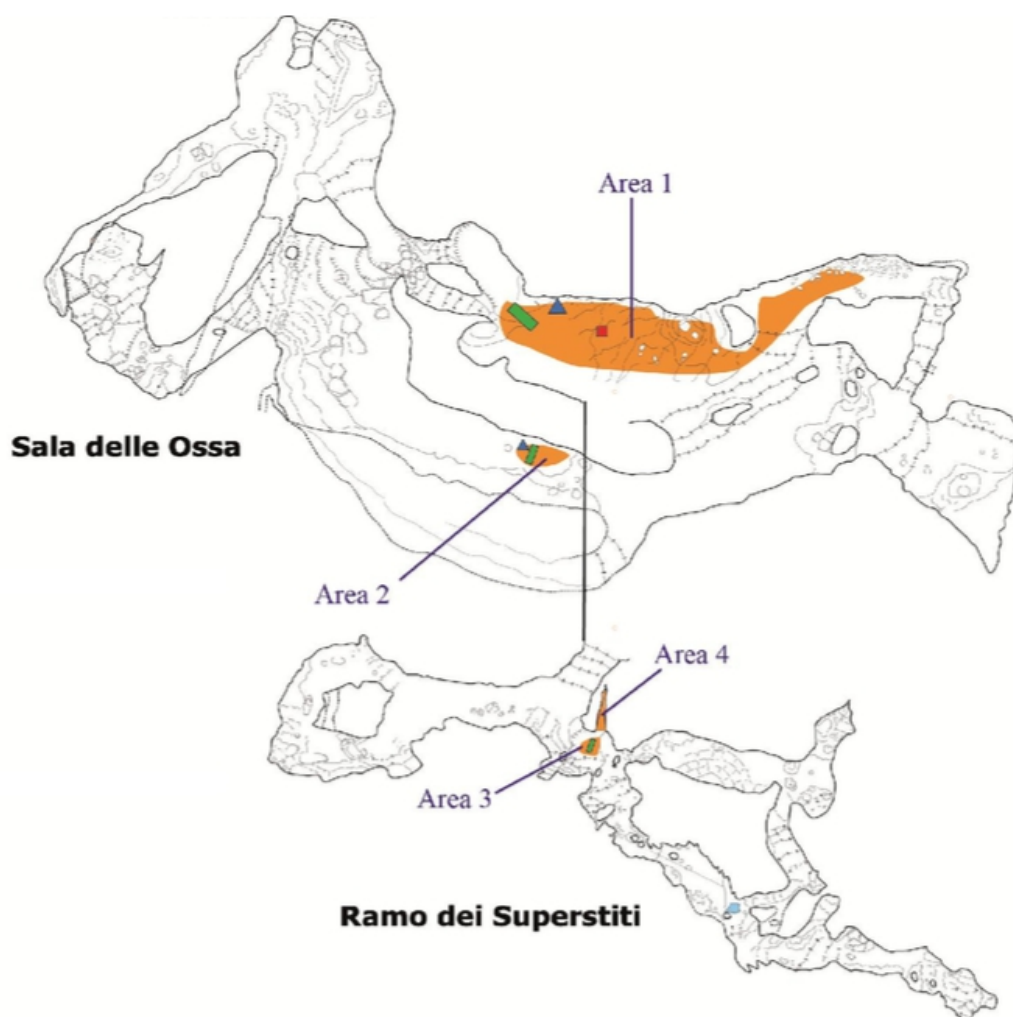 Area 1
Sala delle Ossa
Area 2
Area 4
Area 3
Ramo dei Superstiti